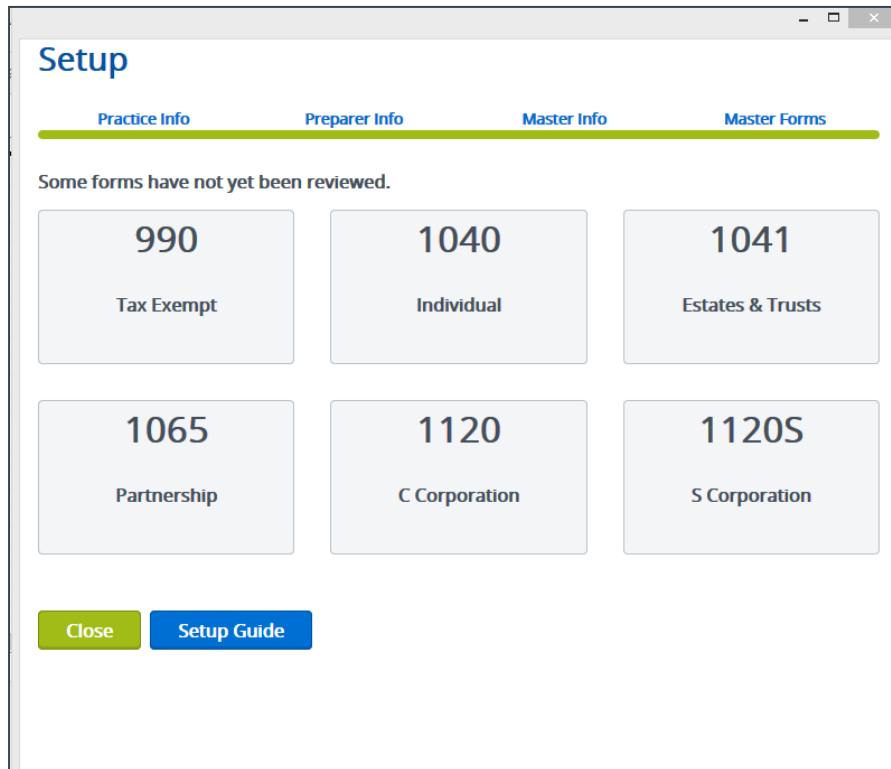 Setup
Practice Info Preparer Info Master Info Master Forms
Some forms have not yet been reviewed.
990 1040 1041
Tax Exempt Individual Estates & Trusts
1065 1120 1120S
Partnership C Corporation S Corporation
Close Setup Guide